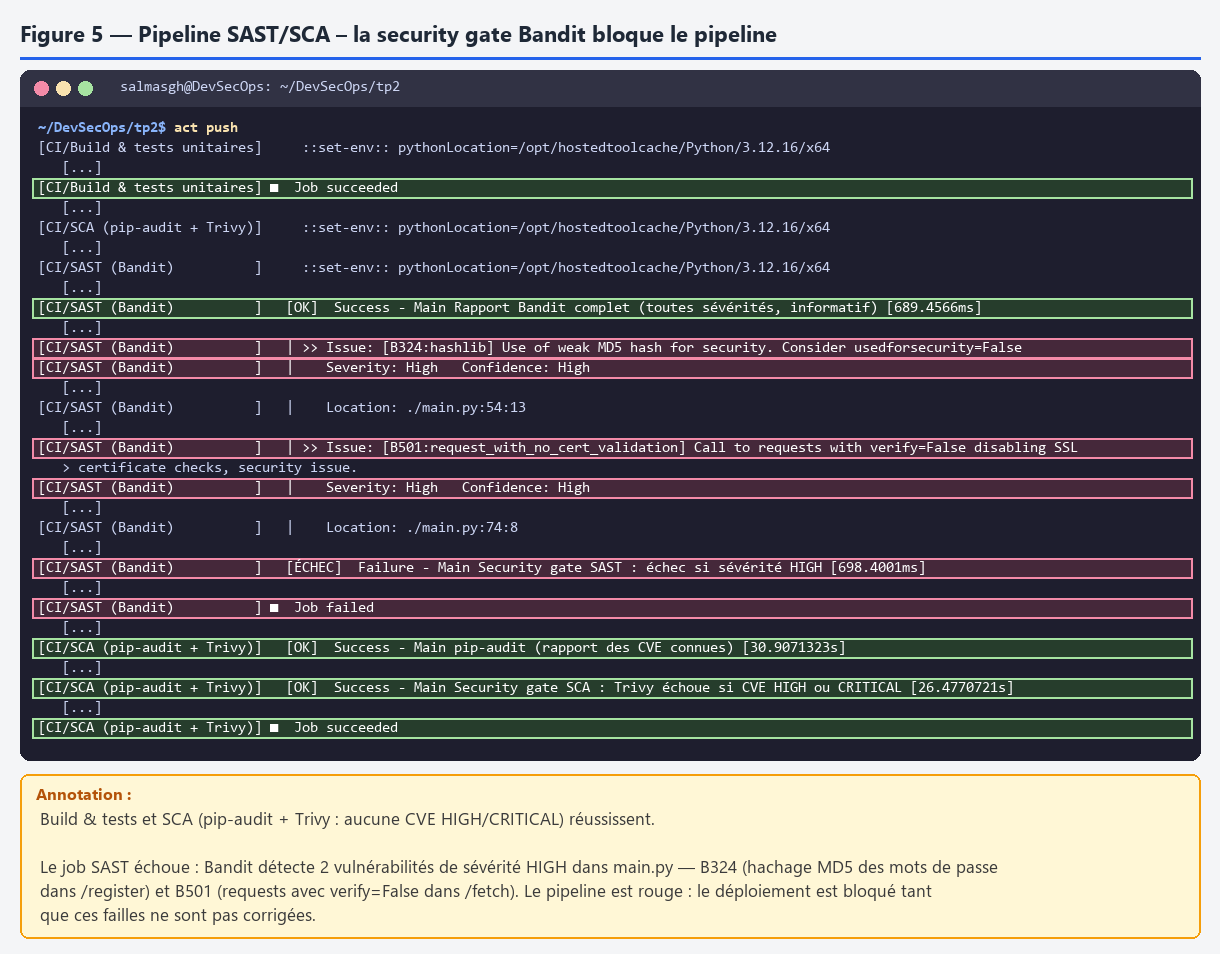 Figure 5 — Pipeline SAST/SCA – la security gate Bandit bloque le pipeline
salmasgh@DevSecOps: ~/DevSecOps/tp2
~/DevSecOps/tp2$ act push
[CI/Build & tests unitaires]     ::set-env:: pythonLocation=/opt/hostedtoolcache/Python/3.12.16/x64
[...]
[CI/Build & tests unitaires] ■  Job succeeded
[...]
[CI/SCA (pip-audit + Trivy)]     ::set-env:: pythonLocation=/opt/hostedtoolcache/Python/3.12.16/x64
[...]
[CI/SAST (Bandit)          ]     ::set-env:: pythonLocation=/opt/hostedtoolcache/Python/3.12.16/x64
[...]
[CI/SAST (Bandit)          ]   [OK]  Success - Main Rapport Bandit complet (toutes sévérités, informatif) [689.4566ms]
[...]
[CI/SAST (Bandit)          ]   | >> Issue: [B324:hashlib] Use of weak MD5 hash for security. Consider usedforsecurity=False
[CI/SAST (Bandit)          ]   |    Severity: High   Confidence: High
[...]
[CI/SAST (Bandit)          ]   |    Location: ./main.py:54:13
[...]
[CI/SAST (Bandit)          ]   | >> Issue: [B501:request_with_no_cert_validation] Call to requests with verify=False disabling SSL
> certificate checks, security issue.
[CI/SAST (Bandit)          ]   |    Severity: High   Confidence: High
[...]
[CI/SAST (Bandit)          ]   |    Location: ./main.py:74:8
[...]
[CI/SAST (Bandit)          ]   [ÉCHEC]  Failure - Main Security gate SAST : échec si sévérité HIGH [698.4001ms]
[...]
[CI/SAST (Bandit)          ] ■  Job failed
[...]
[CI/SCA (pip-audit + Trivy)]   [OK]  Success - Main pip-audit (rapport des CVE connues) [30.9071323s]
[...]
[CI/SCA (pip-audit + Trivy)]   [OK]  Success - Main Security gate SCA : Trivy échoue si CVE HIGH ou CRITICAL [26.4770721s]
[...]
[CI/SCA (pip-audit + Trivy)] ■  Job succeeded
Annotation :
Build & tests et SCA (pip-audit + Trivy : aucune CVE HIGH/CRITICAL) réussissent.
Le job SAST échoue : Bandit détecte 2 vulnérabilités de sévérité HIGH dans main.py — B324 (hachage MD5 des mots de passe
dans /register) et B501 (requests avec verify=False dans /fetch). Le pipeline est rouge : le déploiement est bloqué tant
que ces failles ne sont pas corrigées.